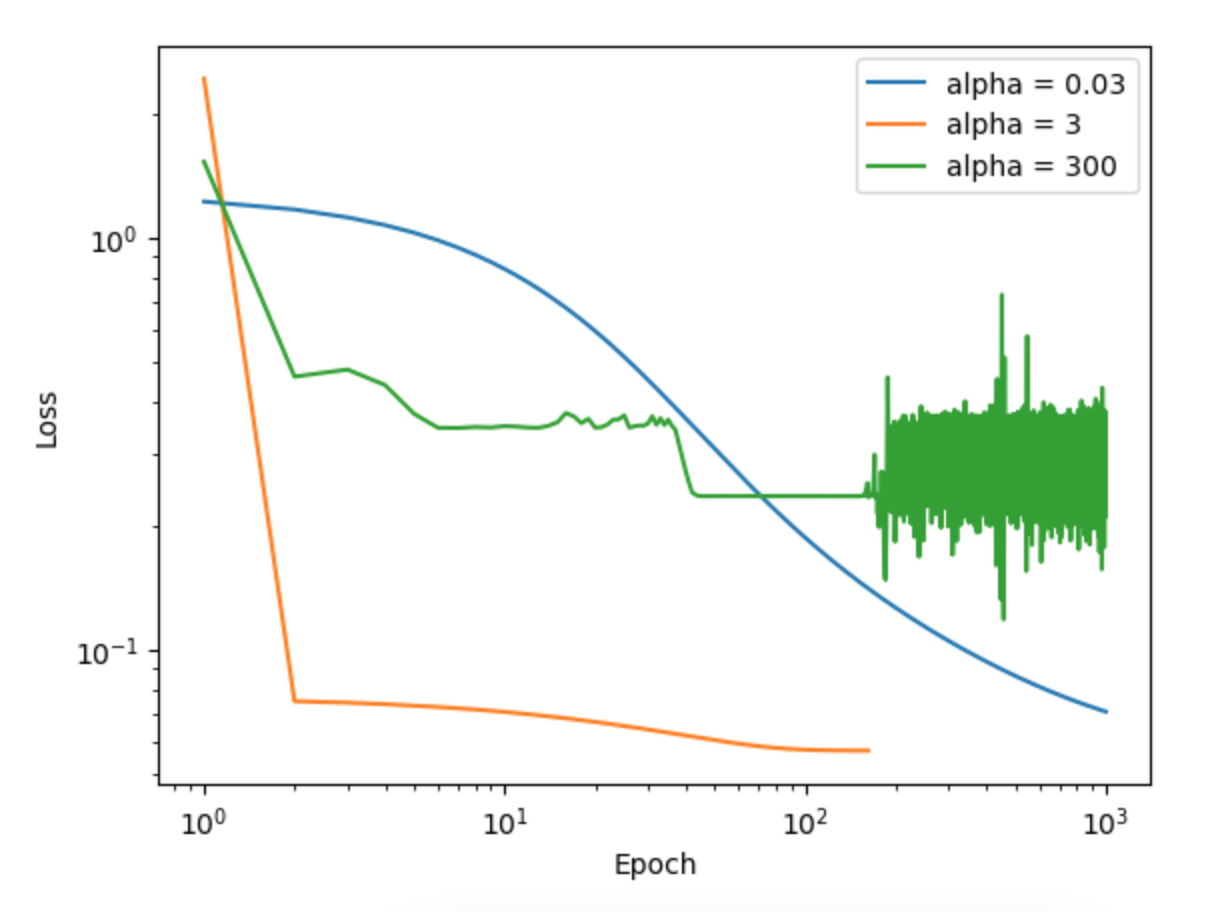 alpha = 0.03
alpha = 3
alpha = 300
10⁰
10⁻¹
Loss
10⁰ 10¹ 10² 10³
Epoch